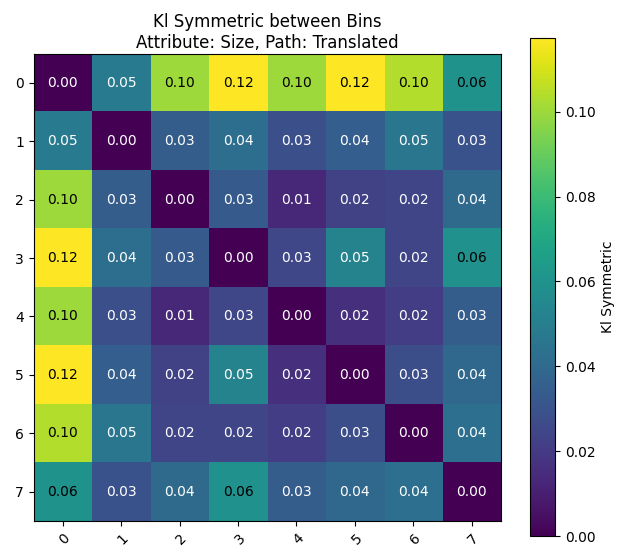 Kl Symmetric between Bins
Attribute: Size, Path: Translated
0 0.00 0.05 0.10 0.12 0.10 0.12 0.10 0.06
1 0.05 0.00 0.03 0.04 0.03 0.04 0.05 0.03
2 0.10 0.03 0.00 0.03 0.01 0.02 0.02 0.04
3 0.12 0.04 0.03 0.00 0.03 0.05 0.02 0.06
4 0.10 0.03 0.01 0.03 0.00 0.02 0.02 0.03
5 0.12 0.04 0.02 0.05 0.02 0.00 0.03 0.04
6 0.10 0.05 0.02 0.02 0.02 0.03 0.00 0.04
7 0.06 0.03 0.04 0.06 0.03 0.04 0.04 0.00
0 1 2 3 4 5 6 7
0.10
0.08
0.06
0.04
0.02
0.00
Kl Symmetric